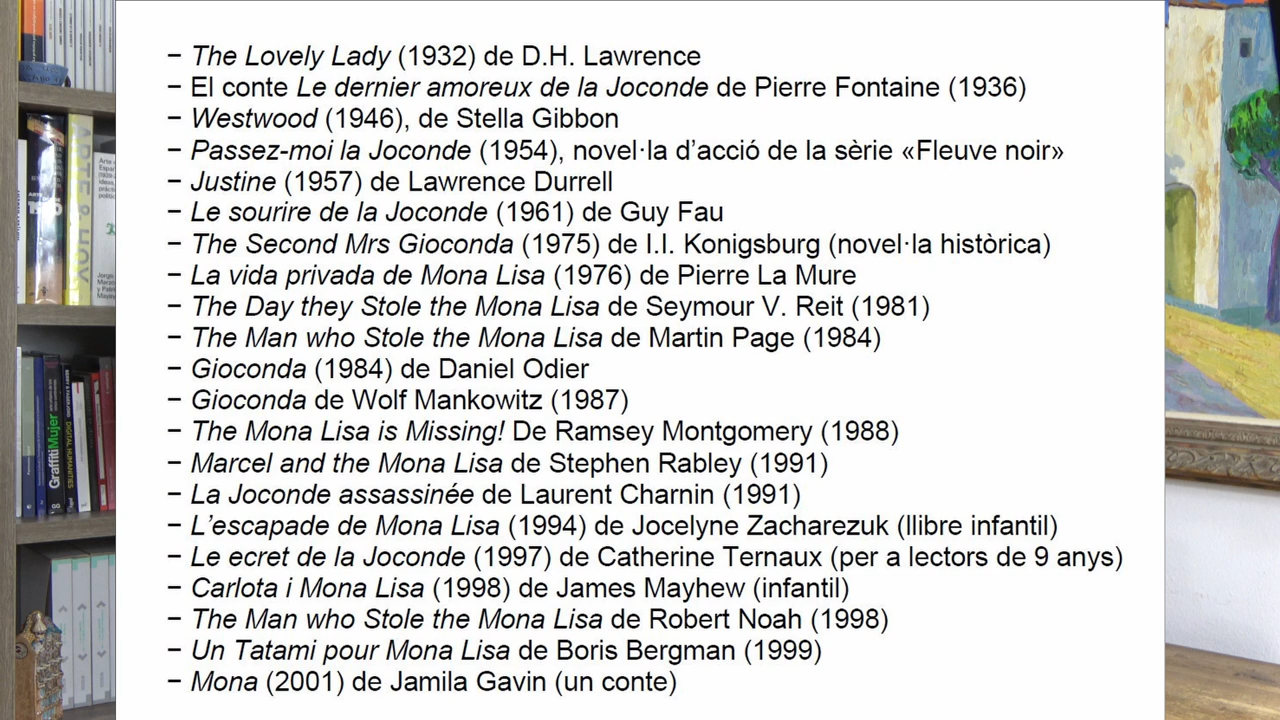 − The Lovely Lady (1932) de D.H. Lawrence
− El conte Le dernier amoreux de la Joconde de Pierre Fontaine (1936)
− Westwood (1946), de Stella Gibbon
− Passez-moi la Joconde (1954), novel·la d’acció de la sèrie «Fleuve noir»
− Justine (1957) de Lawrence Durrell
− Le sourire de la Joconde (1961) de Guy Fau
− The Second Mrs Gioconda (1975) de I.I. Konigsburg (novel·la històrica)
− La vida privada de Mona Lisa (1976) de Pierre La Mure
− The Day they Stole the Mona Lisa de Seymour V. Reit (1981)
− The Man who Stole the Mona Lisa de Martin Page (1984)
− Gioconda (1984) de Daniel Odier
− Gioconda de Wolf Mankowitz (1987)
− The Mona Lisa is Missing! De Ramsey Montgomery (1988)
− Marcel and the Mona Lisa de Stephen Rabley (1991)
− La Joconde assassinée de Laurent Charnin (1991)
− L’escapade de Mona Lisa (1994) de Jocelyne Zacharezuk (llibre infantil)
− Le ecret de la Joconde (1997) de Catherine Ternaux (per a lectors de 9 anys)
− Carlota i Mona Lisa (1998) de James Mayhew (infantil)
− The Man who Stole the Mona Lisa de Robert Noah (1998)
− Un Tatami pour Mona Lisa de Boris Bergman (1999)
− Mona (2001) de Jamila Gavin (un conte)
GraffitiMujer
DIGITAL HUMANITIES